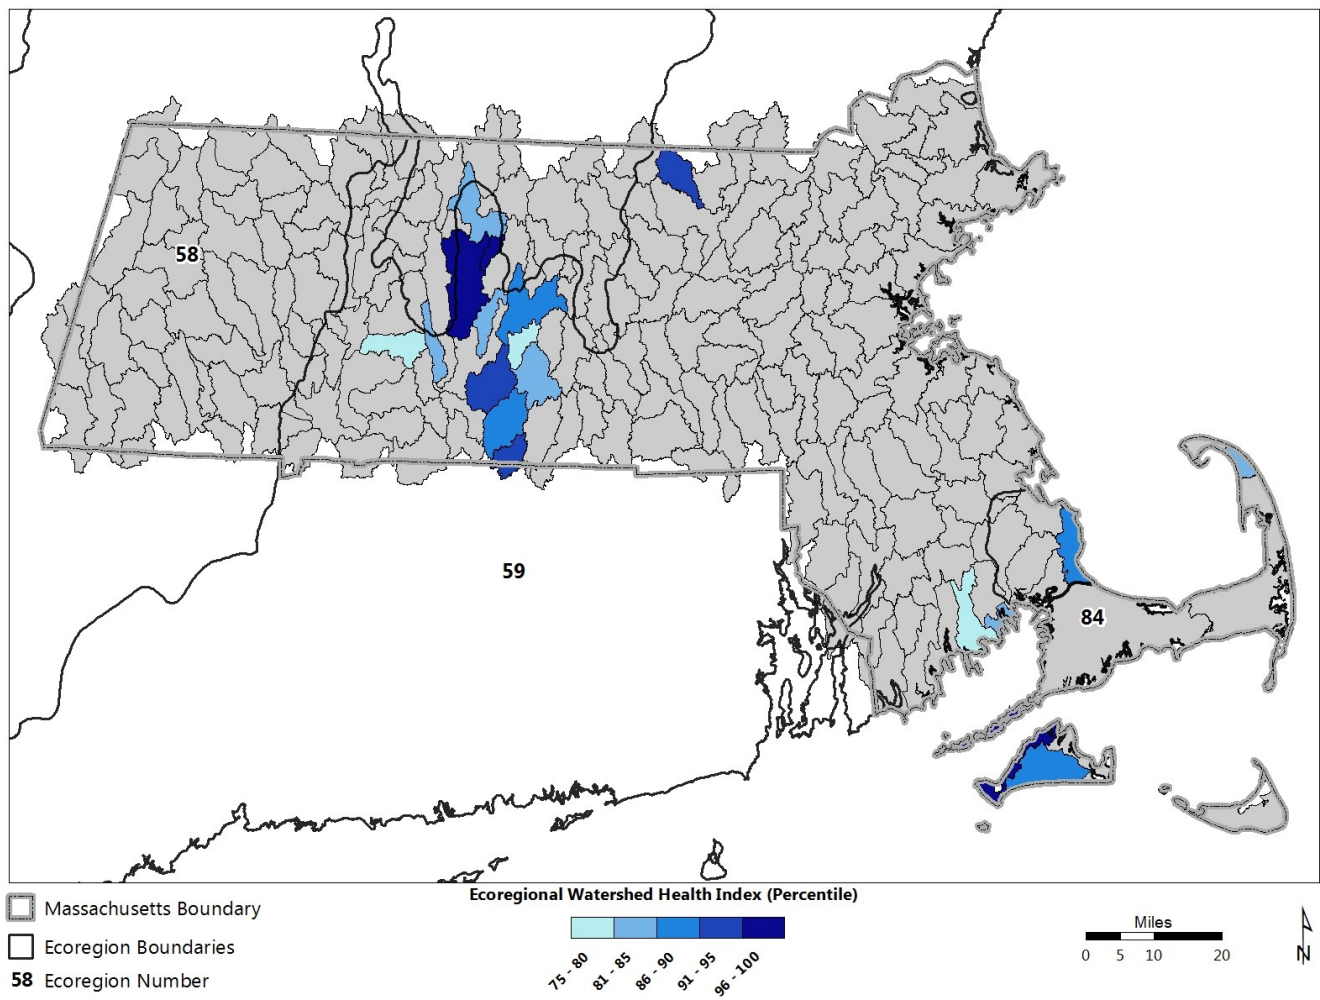 58
59
84
Ecoregional Watershed Health Index (Percentile)
75 - 80
81 - 85
86 - 90
91 - 95
96 - 100
Massachusetts Boundary
Ecoregion Boundaries
58 Ecoregion Number
Miles
0 5 10 20
N